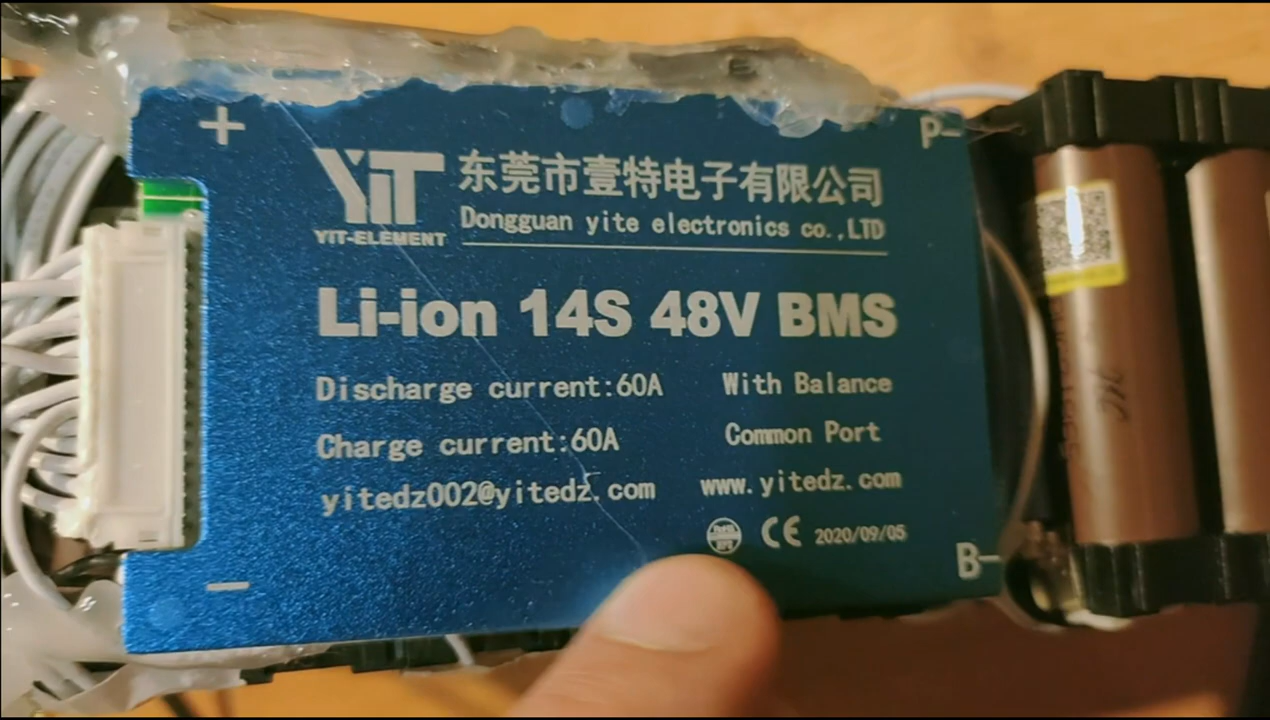 +
P-
YiT
YIT-ELEMENT
东莞市壹特电子有限公司
Dongguan yite electronics co.,LTD
Li-ion 14S 48V BMS
Discharge current:60A
With Balance
Charge current:60A
Common Port
yitedz002@yitedz.com
www.yitedz.com
CE 2020/09/05
B-
-